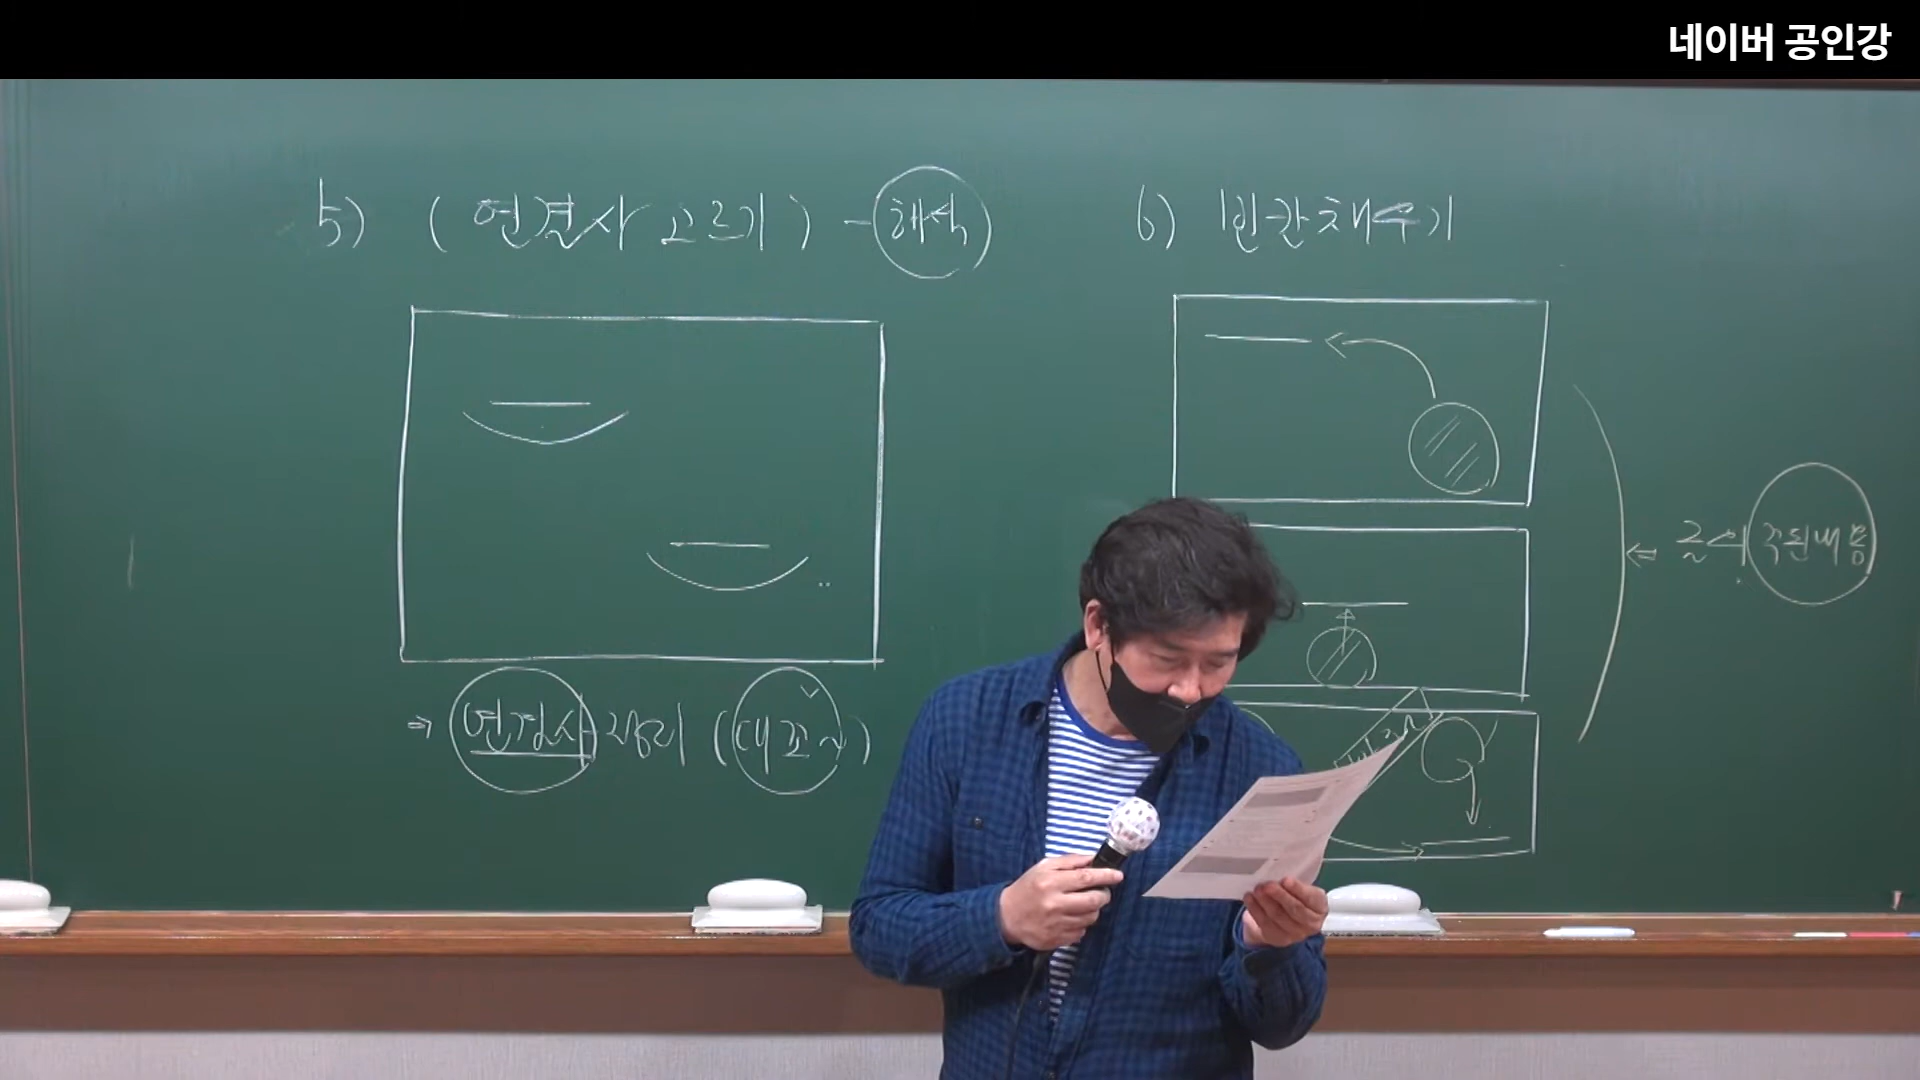 네이버 공인강
5) (연결사 고르기) - 해석
6) 빈칸채우기
글의 주된내용
⇒ 연결사 정리 (대조~)
Q